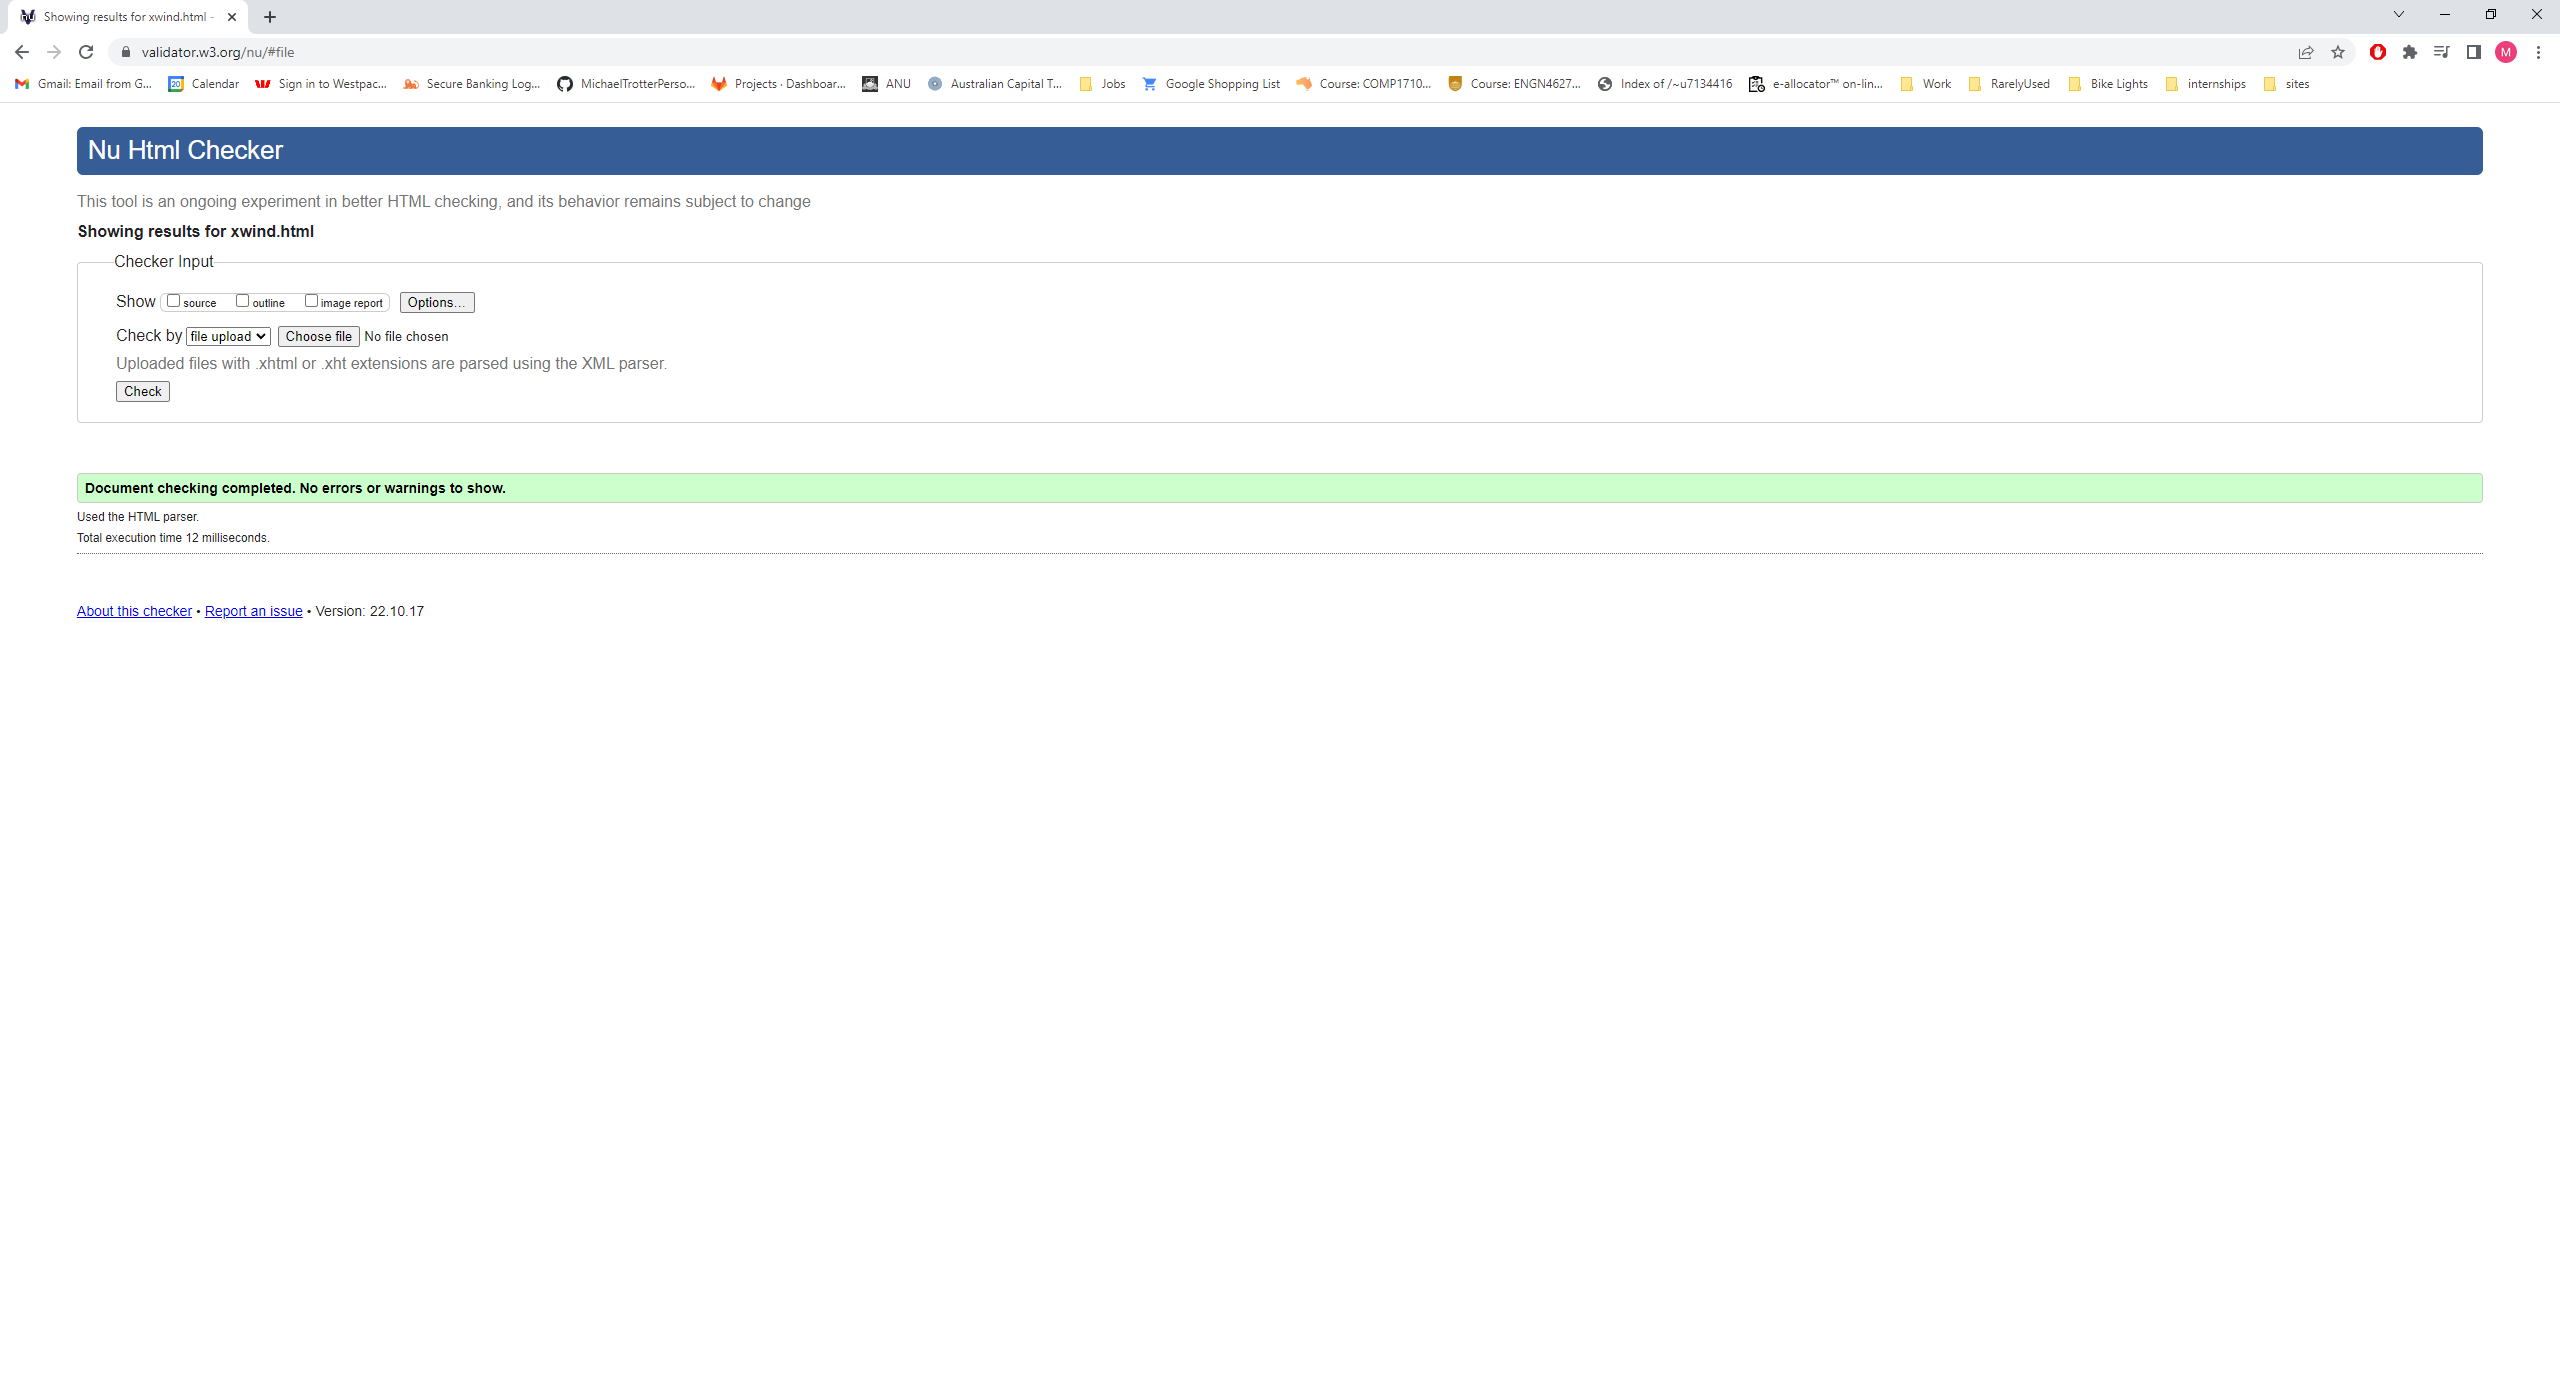 Showing results for xwind.html -
validator.w3.org/nu/#file
M
Gmail: Email from G... Calendar Sign in to Westpac... Secure Banking Log... MichaelTrotterPerso... Projects · Dashboar... ANU Australian Capital T... Jobs Google Shopping List Course: COMP1710... Course: ENGN4627... Index of /~u7134416 e-allocator™ on-lin... Work RarelyUsed Bike Lights internships sites
Nu Html Checker
This tool is an ongoing experiment in better HTML checking, and its behavior remains subject to change
Showing results for xwind.html
Checker Input
Show source outline image report Options...
Check by file upload Choose file No file chosen
Uploaded files with .xhtml or .xht extensions are parsed using the XML parser.
Check
Document checking completed. No errors or warnings to show.
Used the HTML parser.
Total execution time 12 milliseconds.
About this checker • Report an issue • Version: 22.10.17